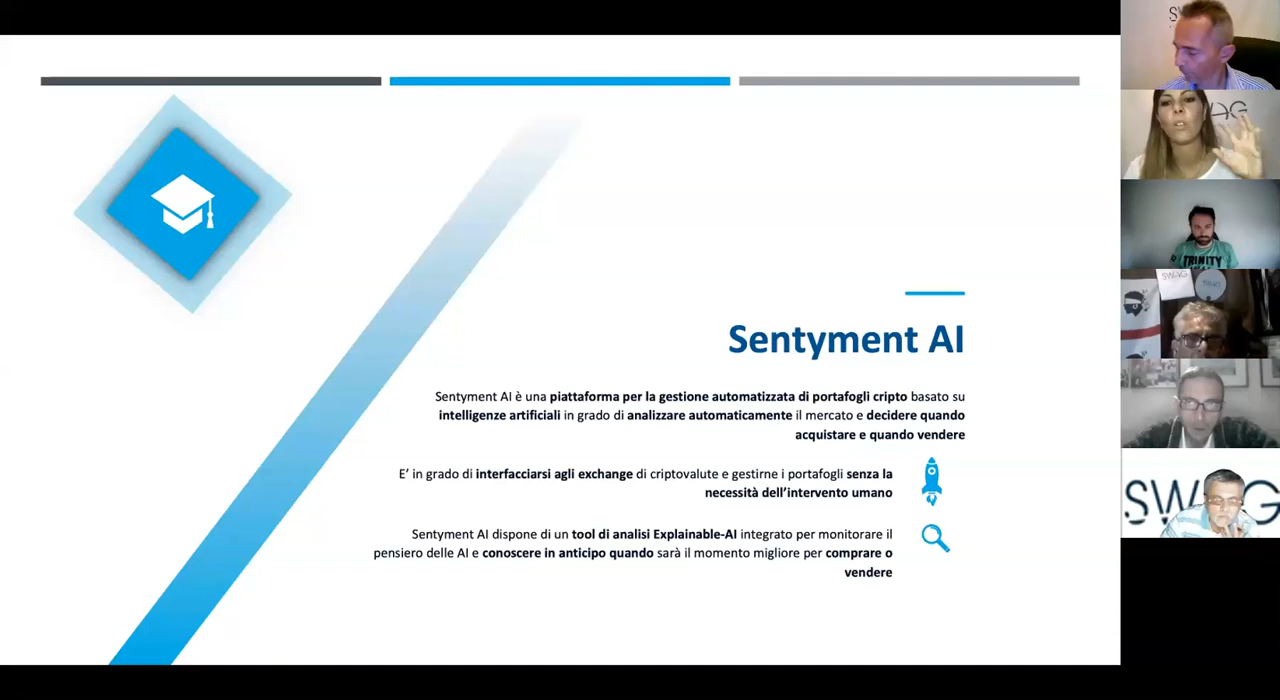 Sentyment AI
Sentyment AI è una piattaforma per la gestione automatizzata di portafogli cripto basato su
intelligenze artificiali in grado di analizzare automaticamente il mercato e decidere quando
acquistare e quando vendere
E’ in grado di interfacciarsi agli exchange di criptovalute e gestirne i portafogli senza la
necessità dell’intervento umano
Sentyment AI dispone di un tool di analisi Explainable-AI integrato per monitorare il
pensiero delle AI e conoscere in anticipo quando sarà il momento migliore per comprare o
vendere
TRINITY
SWAG